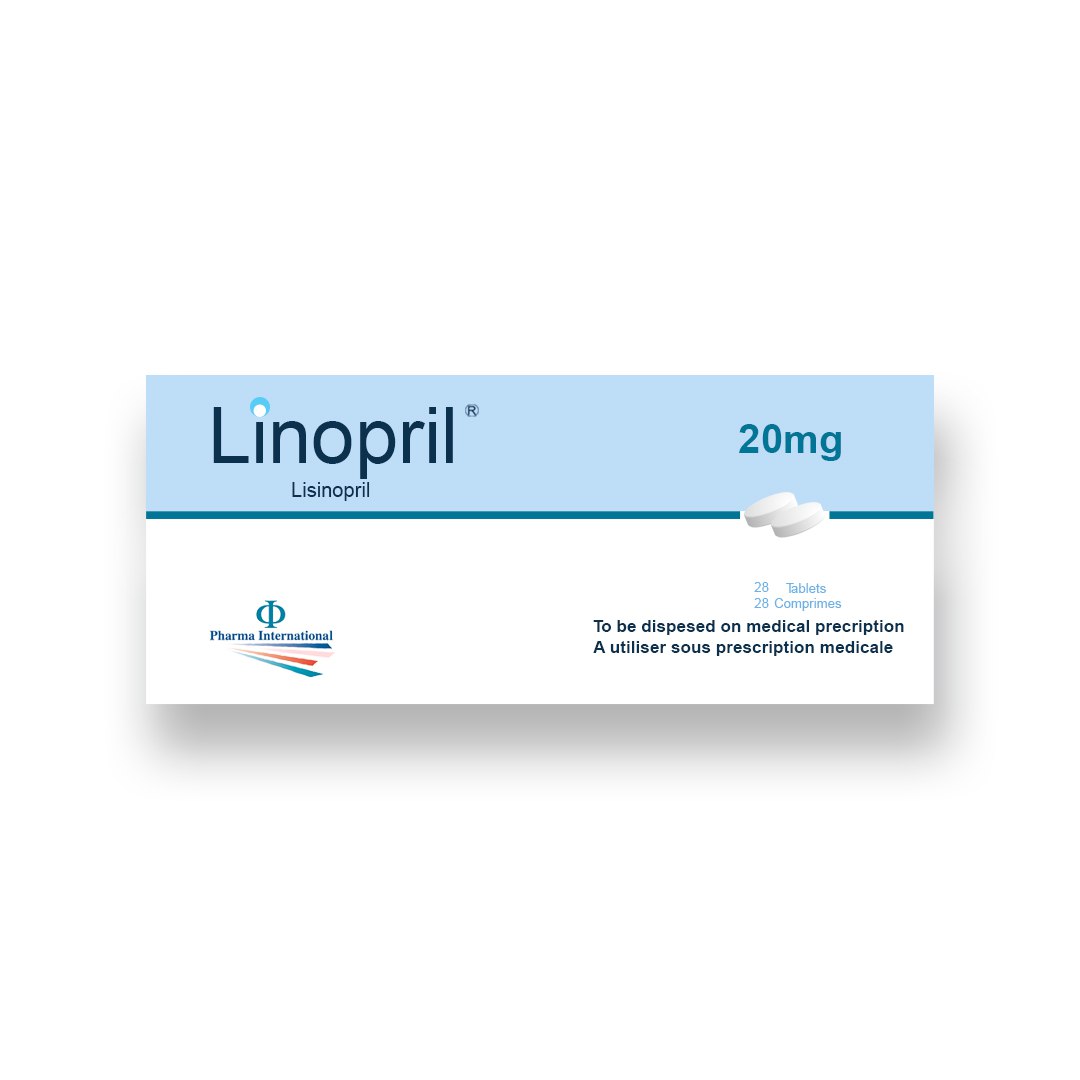 Linopril®
Lisinopril
20mg
28 Tablets
28 Comprimes
To be dispesed on medical precription
A utiliser sous prescription medicale
Φ
Pharma International